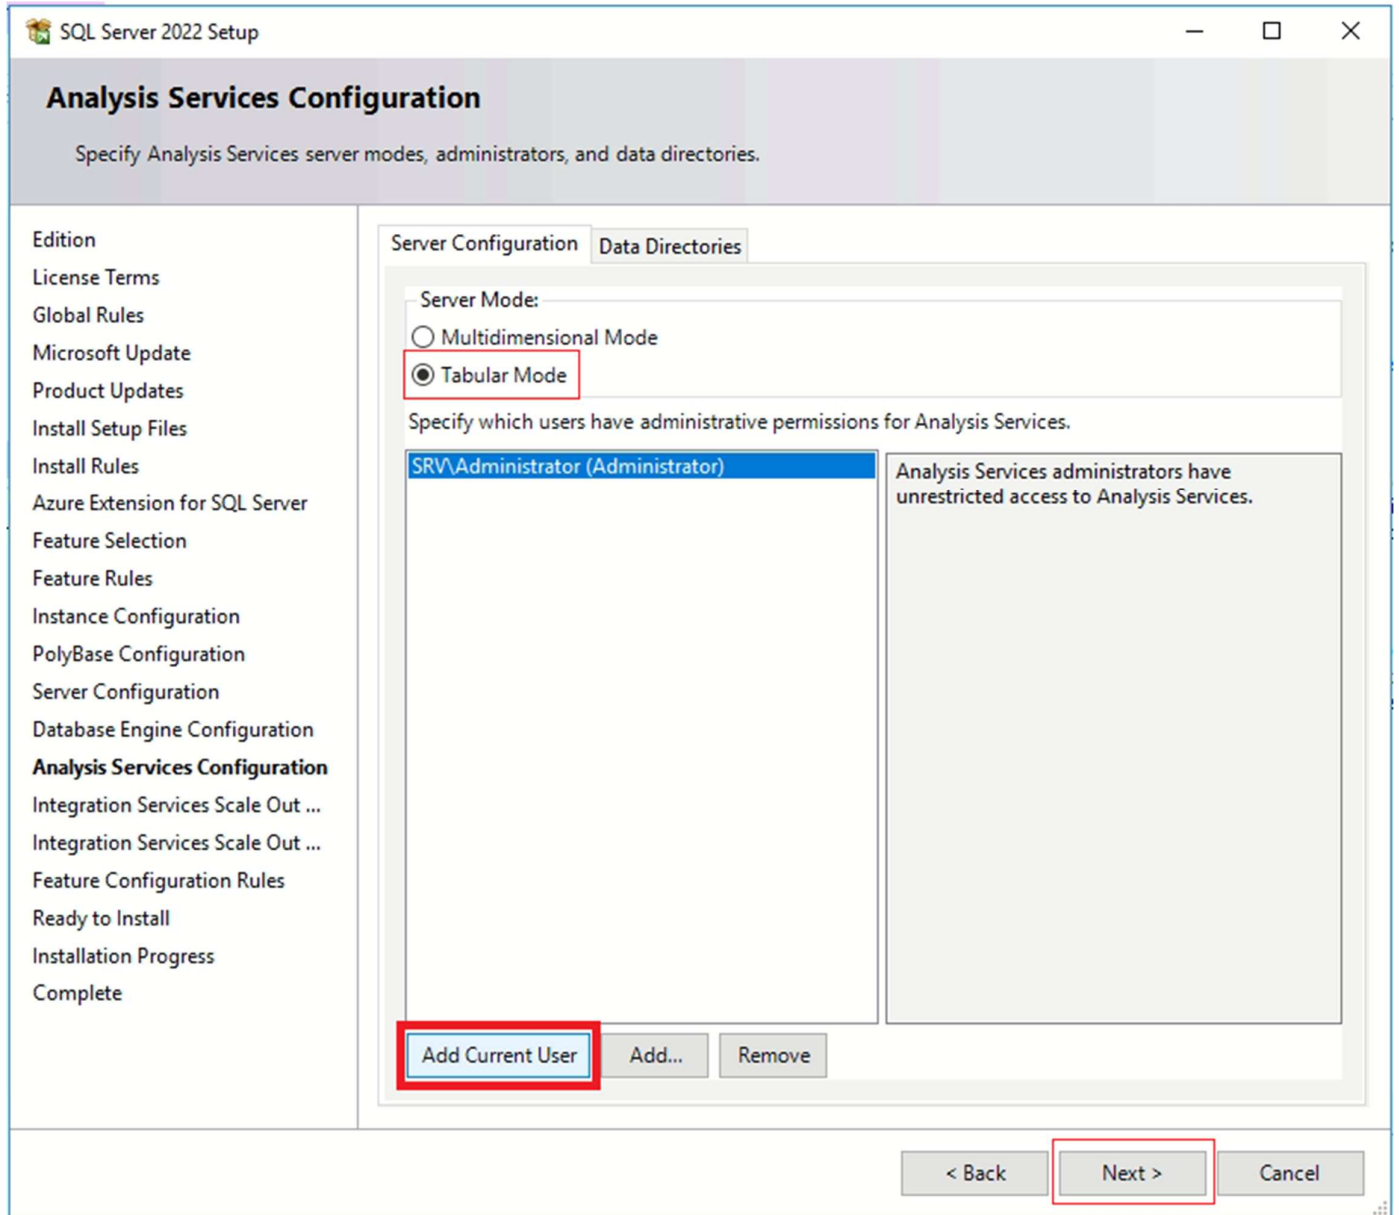 SQL Server 2022 Setup
Analysis Services Configuration
Specify Analysis Services server modes, administrators, and data directories.
Edition
License Terms
Global Rules
Microsoft Update
Product Updates
Install Setup Files
Install Rules
Azure Extension for SQL Server
Feature Selection
Feature Rules
Instance Configuration
PolyBase Configuration
Server Configuration
Database Engine Configuration
Analysis Services Configuration
Integration Services Scale Out ...
Integration Services Scale Out ...
Feature Configuration Rules
Ready to Install
Installation Progress
Complete
Server Configuration
Data Directories
Server Mode:
Multidimensional Mode
Tabular Mode
Specify which users have administrative permissions for Analysis Services.
SRV\Administrator (Administrator)
Analysis Services administrators have
unrestricted access to Analysis Services.
Add Current User
Add...
Remove
< Back
Next >
Cancel